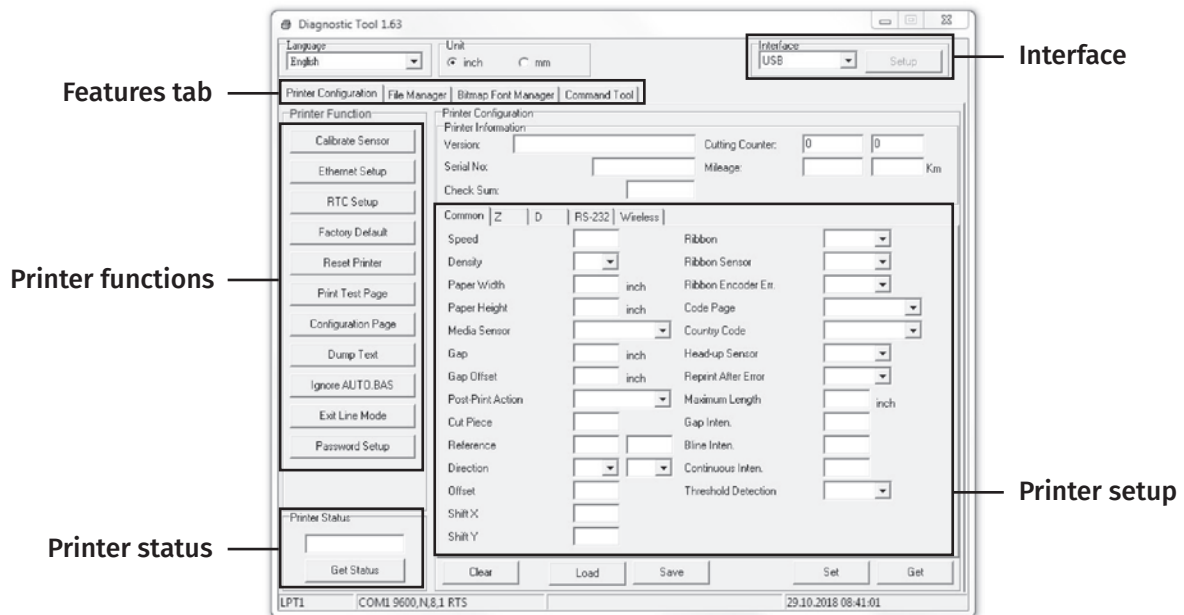 Diagnostic Tool 1.63
Language
Unit
Interface
English
inch
mm
USB
Setup
Interface
Features tab
Printer Configuration
File Manager
Bitmap Font Manager
Command Tool
Printer Function
Printer Configuration
Printer Information
Calibrate Sensor
Version:
Cutting Counter:
0
0
Ethernet Setup
Serial No:
Mileage:
Km
RTC Setup
Check Sum:
Factory Default
Common
Z
D
RS-232
Wireless
Speed
Ribbon
Reset Printer
Density
Ribbon Sensor
Printer functions
Print Test Page
Paper Width
inch
Ribbon Encoder Err.
Paper Height
inch
Code Page
Configuration Page
Media Sensor
Country Code
Dump Text
Gap
inch
Head-up Sensor
Ignore AUTO.BAS
Gap Offset
inch
Reprint After Error
Post-Print Action
Maximum Length
inch
Exit Line Mode
Cut Piece
Gap Inten.
Password Setup
Reference
Bline Inten.
Direction
Continuous Inten.
Offset
Threshold Detection
Printer setup
Shift X
Shift Y
Printer Status
Printer status
Get Status
Clear
Load
Save
Set
Get
LPT1
COM1 9600,N,8,1 RTS
29.10.2018 08:41:01